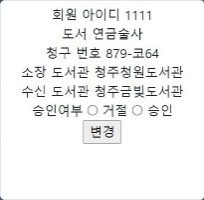 회원 아이디 1111
도서 연금술사
청구 번호 879-코64
소장 도서관 청주청원도서관
수신 도서관 청주금빛도서관
승인여부 ○ 거절 ○ 승인
변경